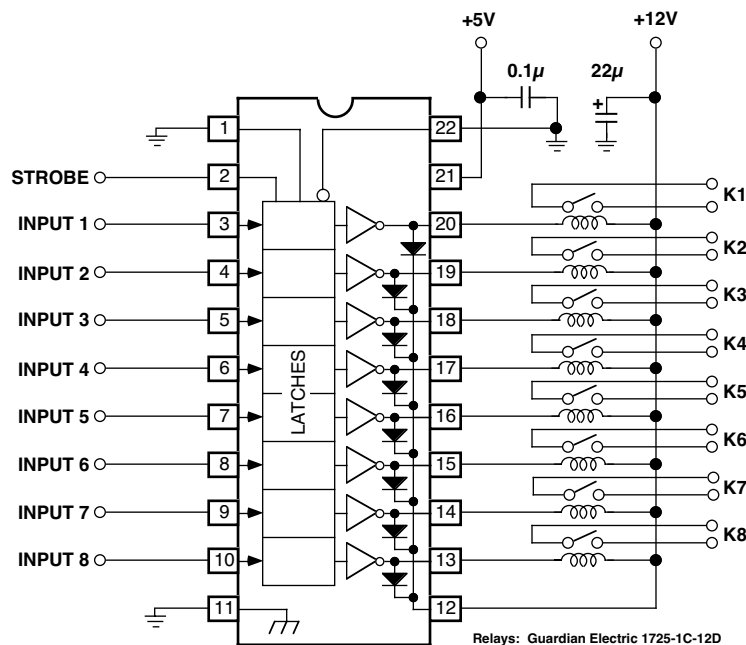 +5V
+12V
0.1µ
22µ
+
1
22
STROBE
2
21
INPUT 1
3
20
K1
INPUT 2
4
19
K2
INPUT 3
5
18
K3
INPUT 4
6
17
K4
LATCHES
INPUT 5
7
16
K5
INPUT 6
8
15
K6
INPUT 7
9
14
K7
INPUT 8
10
13
K8
11
12
Relays: Guardian Electric 1725-1C-12D